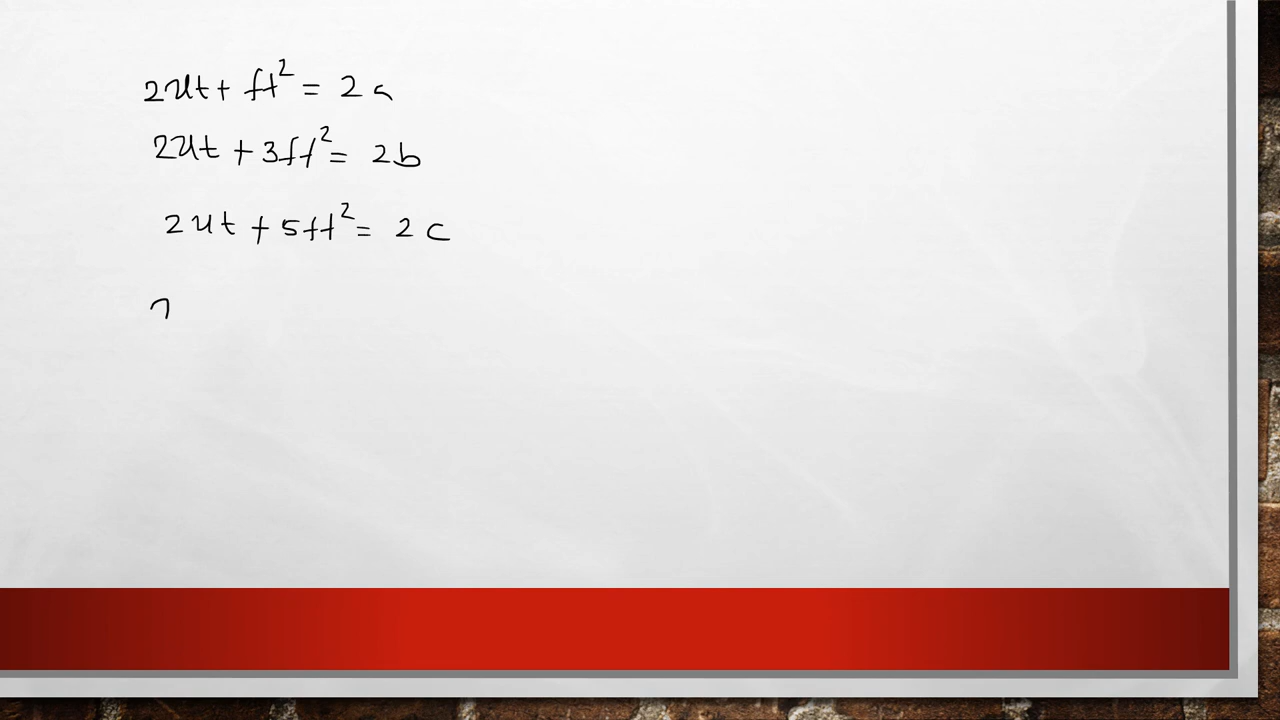 2ut + ft² = 2a
2ut + 3ft² = 2b
2ut + 5ft² = 2c